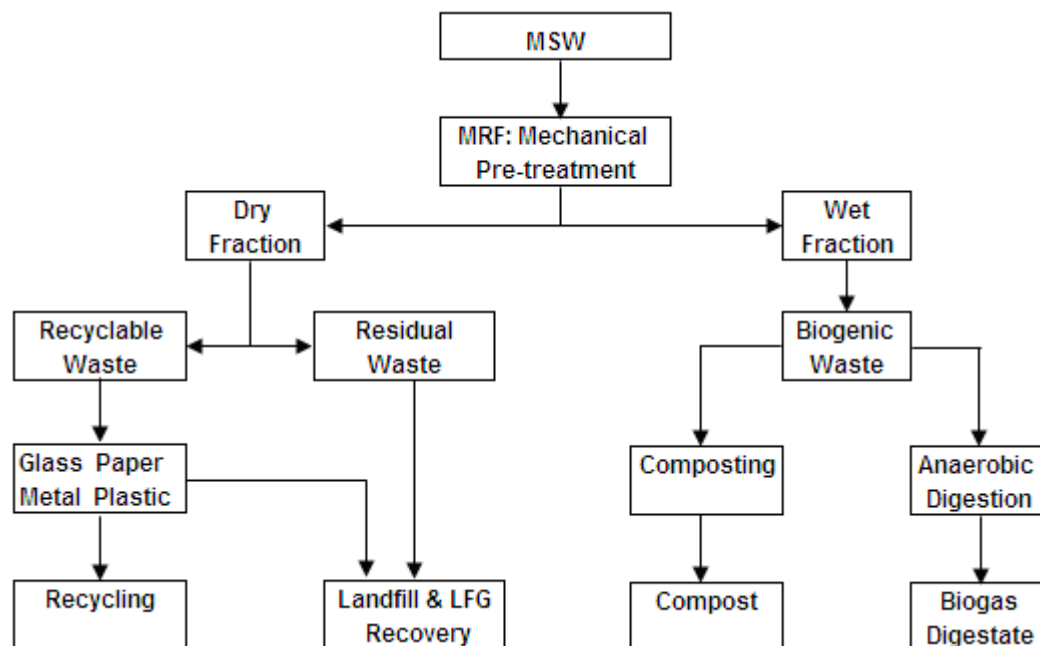 MSW
MRF: Mechanical
Pre-treatment
Dry
Fraction
Wet
Fraction
Recyclable
Waste
Residual
Waste
Biogenic
Waste
Glass Paper
Metal Plastic
Composting
Anaerobic
Digestion
Recycling
Landfill & LFG
Recovery
Compost
Biogas
Digestate